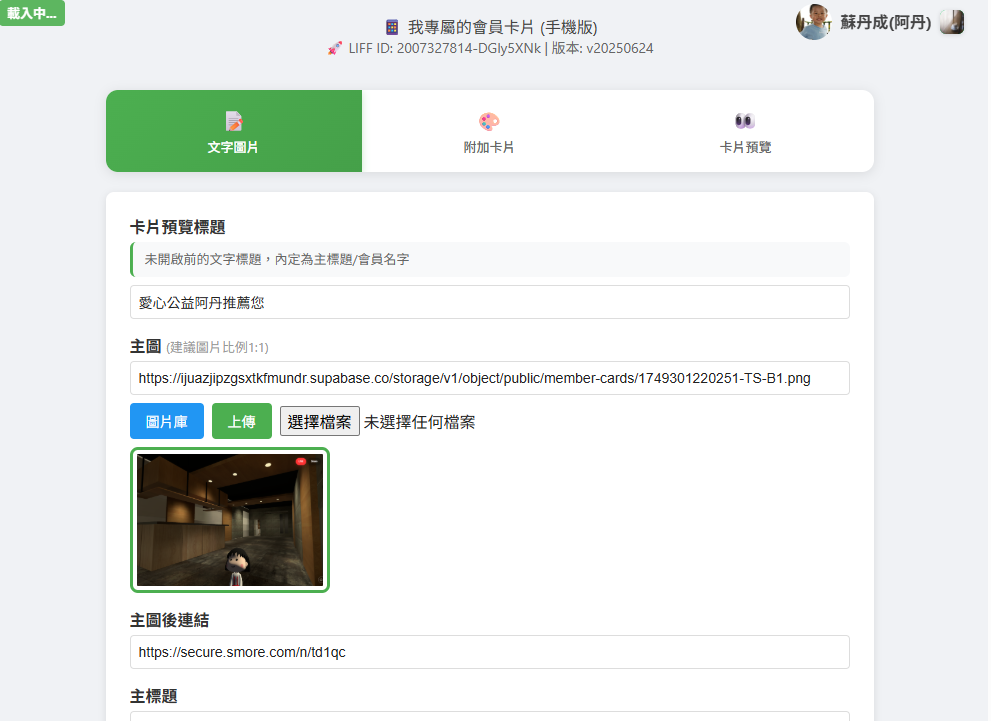 載入中...
我專屬的會員卡片 (手機版)
LIFF ID: 2007327814-DGly5XNk | 版本: v20250624
蘇丹成(阿丹)
文字圖片
附加卡片
卡片預覽
卡片預覽標題
未開啟前的文字標題，內定為主標題/會員名字
愛心公益阿丹推薦您
主圖 (建議圖片比例1:1)
https://ijuazjipzgsxtkfmundr.supabase.co/storage/v1/object/public/member-cards/1749301220251-TS-B1.png
圖片庫 上傳 選擇檔案 未選擇任何檔案
主圖後連結
https://secure.smore.com/n/td1qc
主標題